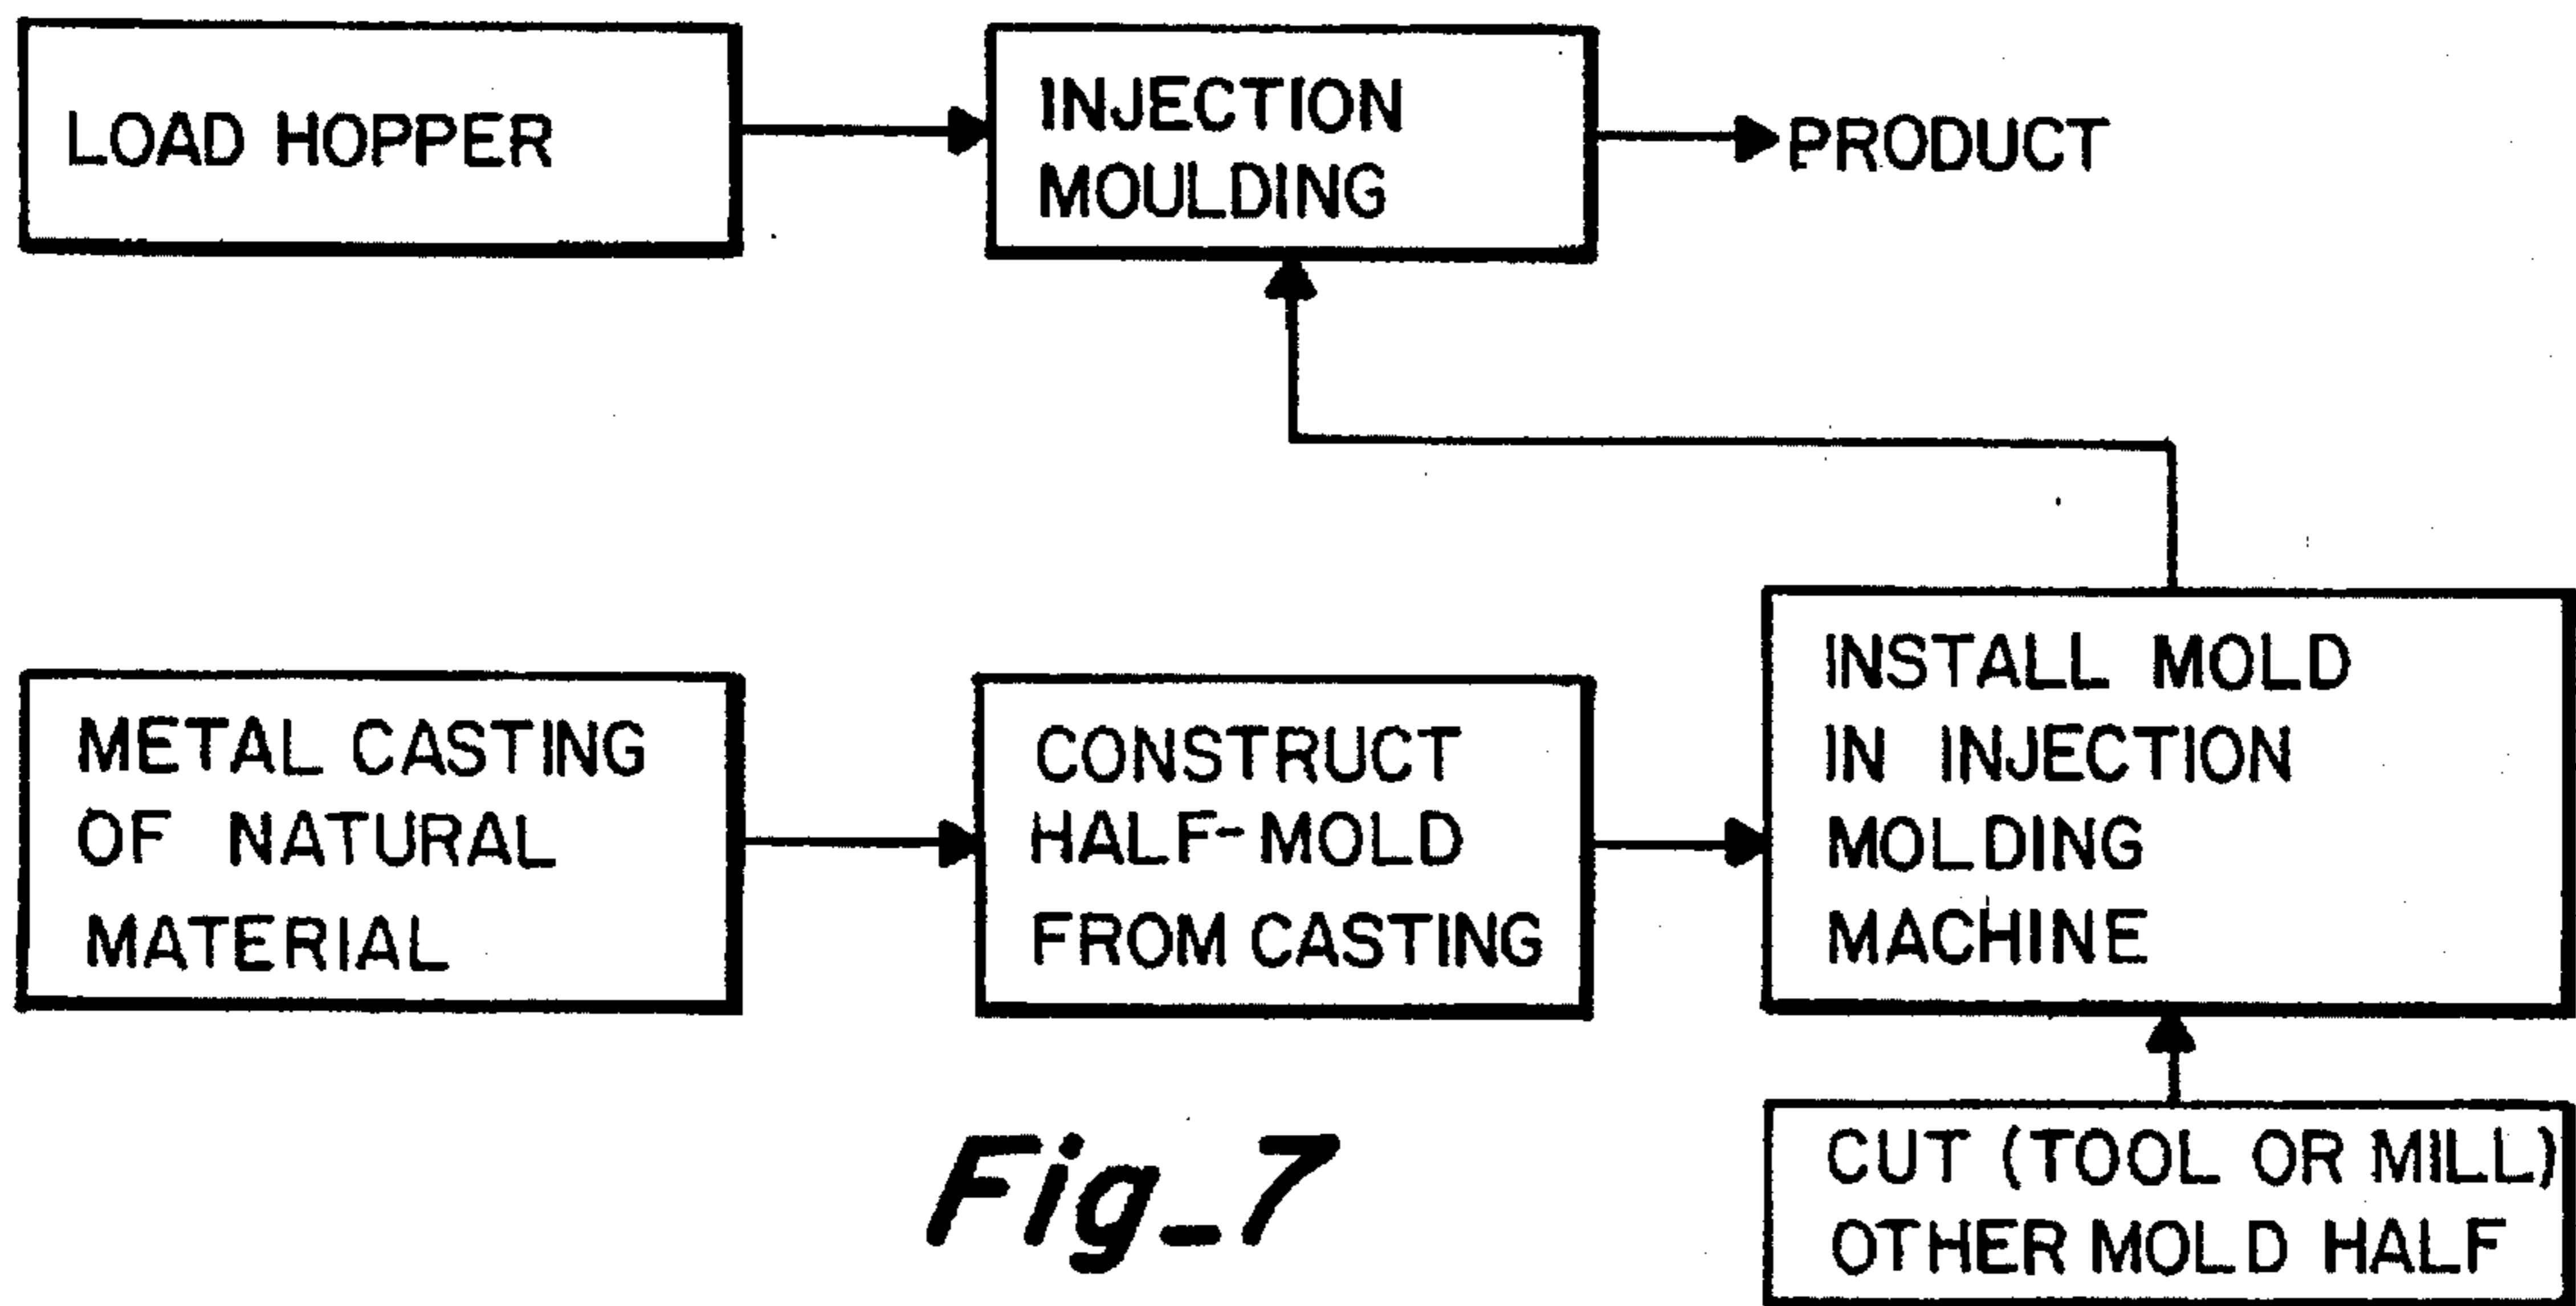 LOAD HOPPER
INJECTION
MOULDING
PRODUCT
METAL CASTING
OF NATURAL
MATERIAL
CONSTRUCT
HALF-MOLD
FROM CASTING
INSTALL MOLD
IN INJECTION
MOLDING
MACHINE
CUT (TOOL OR MILL)
OTHER MOLD HALF
Fig_7